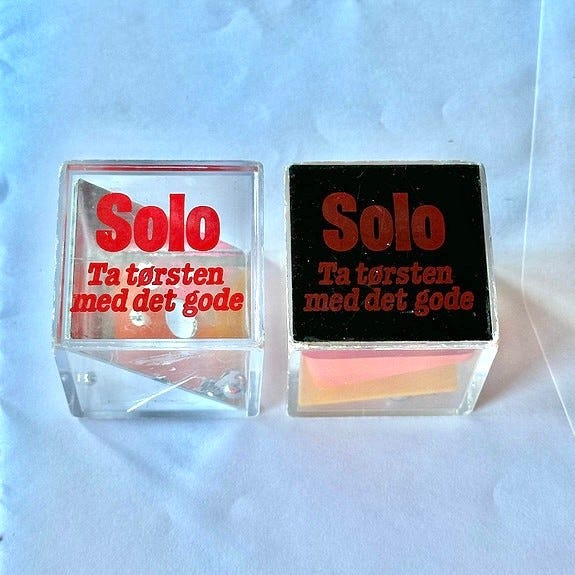 Solo
Ta tørsten
med det gode
Solo
Ta tørsten
med det gode